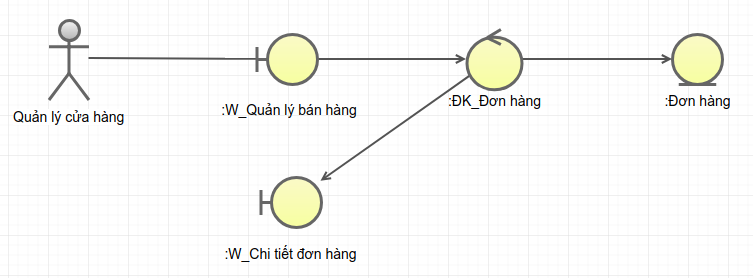 Quản lý cửa hàng
:W_Quản lý bán hàng
:ĐK_Đơn hàng
:Đơn hàng
:W_Chi tiết đơn hàng